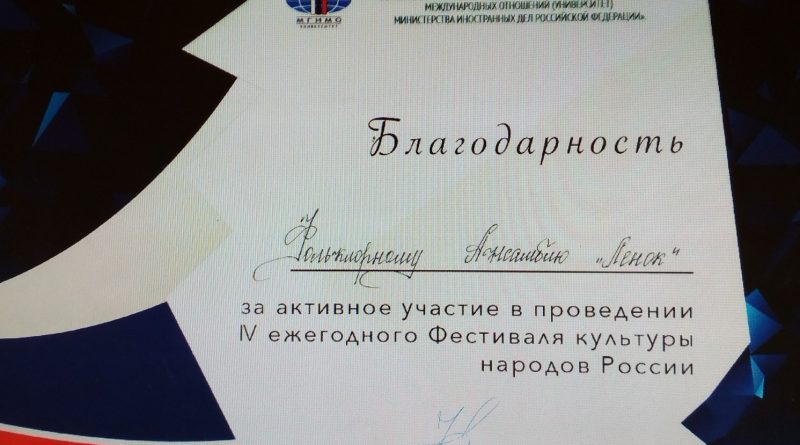 МГИМО
УНИВЕРСИТЕТ
МЕЖДУНАРОДНЫХ ОТНОШЕНИЙ (УНИВЕРСИТЕТ)
МИНИСТЕРСТВА ИНОСТРАННЫХ ДЕЛ РОССИЙСКОЙ ФЕДЕРАЦИИ».
Благодарность
Фольклорному Ансамблю „Ленок“
за активное участие в проведении
IV ежегодного Фестиваля культуры
народов России